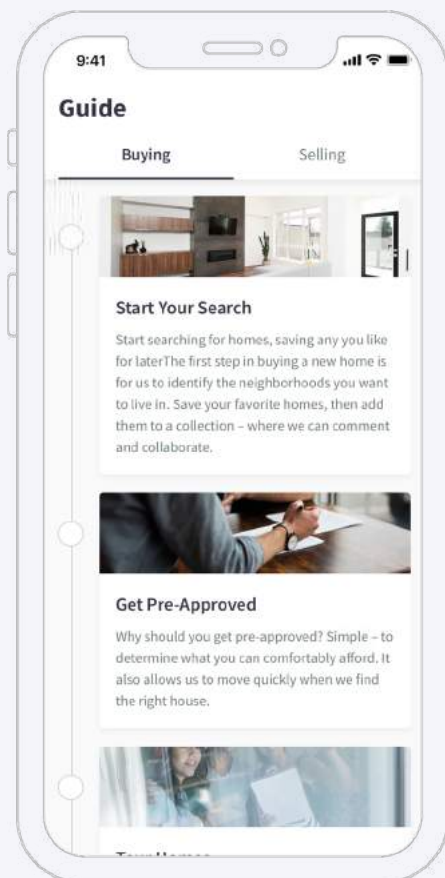 9:41
Guide
Buying Selling
Start Your Search
Start searching for homes, saving any you like
for laterThe first step in buying a new home is
for us to identify the neighborhoods you want
to live in. Save your favorite homes, then add
them to a collection – where we can comment
and collaborate.
Get Pre-Approved
Why should you get pre-approved? Simple – to
determine what you can comfortably afford. It
also allows us to move quickly when we find
the right house.
Tour Homes